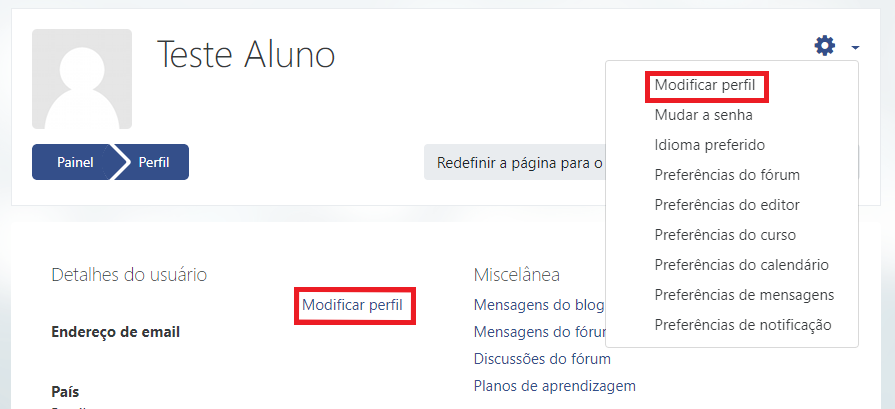 Teste Aluno
Painel
Perfil
Redefinir a página para o
Modificar perfil
Mudar a senha
Idioma preferido
Preferências do fórum
Preferências do editor
Preferências do curso
Preferências do calendário
Preferências de mensagens
Preferências de notificação
Detalhes do usuário
Modificar perfil
Endereço de email
País
Miscelânea
Mensagens do blog
Mensagens do fóru
Discussões do fórum
Planos de aprendizagem